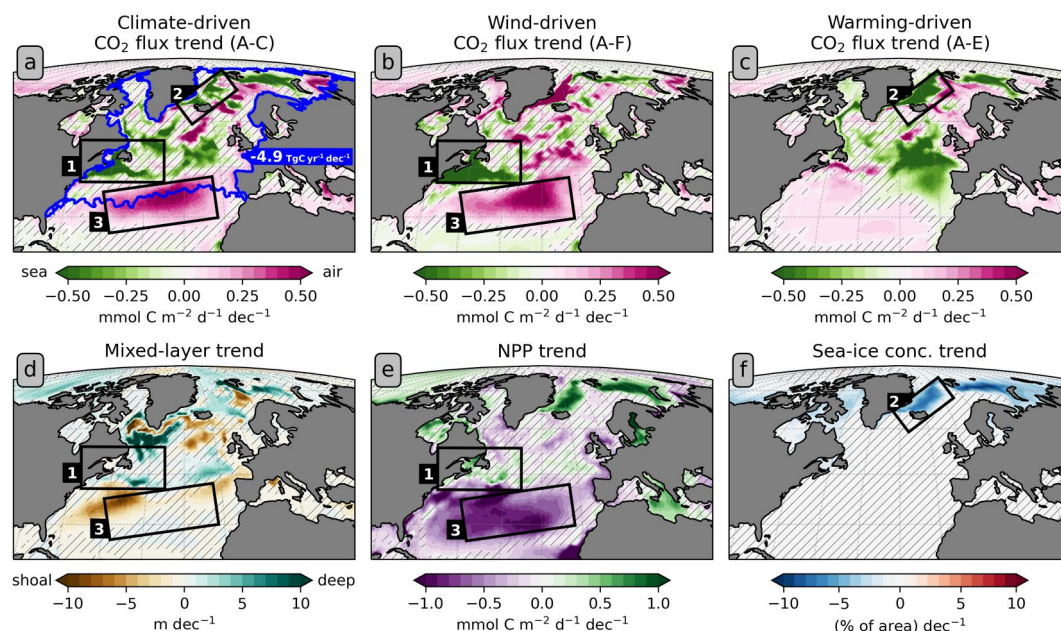 Climate-driven
CO₂ flux trend (A-C)
Wind-driven
CO₂ flux trend (A-F)
Warming-driven
CO₂ flux trend (A-E)
a
b
c
2
2
1
1
-4.9 TgC yr⁻¹ dec⁻¹
3
3
sea
air
−0.50 −0.25 0.00 0.25 0.50
−0.50 −0.25 0.00 0.25 0.50
−0.50 −0.25 0.00 0.25 0.50
mmol C m⁻² d⁻¹ dec⁻¹
mmol C m⁻² d⁻¹ dec⁻¹
mmol C m⁻² d⁻¹ dec⁻¹
Mixed-layer trend
NPP trend
Sea-ice conc. trend
d
e
f
2
1
1
3
3
shoal
deep
−10 −5 0 5 10
−1.0 −0.5 0.0 0.5 1.0
−10 −5 0 5 10
m dec⁻¹
mmol C m⁻² d⁻¹ dec⁻¹
(% of area) dec⁻¹